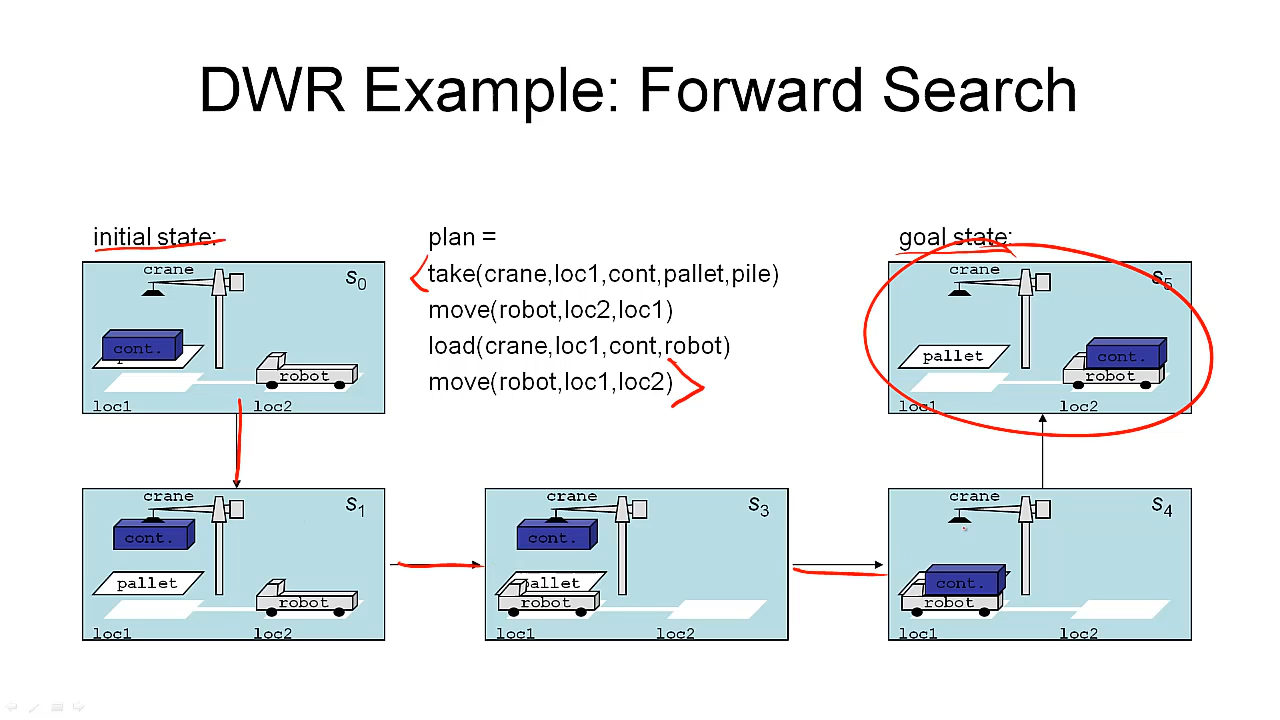 DWR Example: Forward Search
initial state:
crane
s0
cont.
robot
loc1 loc2
plan =
take(crane,loc1,cont,pallet,pile)
move(robot,loc2,loc1)
load(crane,loc1,cont,robot)
move(robot,loc1,loc2)
goal state:
crane
s5
pallet
cont.
robot
loc1 loc2
crane
s1
cont.
pallet
robot
loc1 loc2
crane
s3
cont.
pallet
robot
loc1 loc2
crane
s4
cont.
robot
loc1 loc2